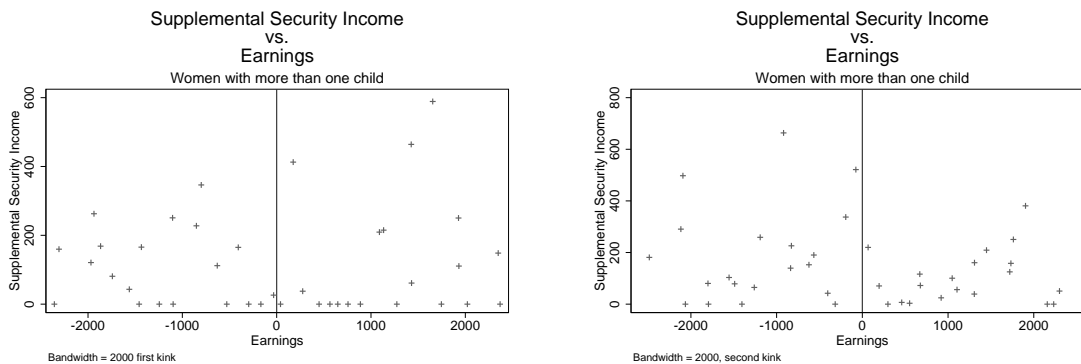 Supplemental Security Income
vs.
Earnings
Women with more than one child
Supplemental Security Income
600
400
200
0
-2000 -1000 0 1000 2000
Earnings
Bandwidth = 2000 first kink
Supplemental Security Income
vs.
Earnings
Women with more than one child
Supplemental Security Income
800
600
400
200
0
-2000 -1000 0 1000 2000
Earnings
Bandwidth = 2000, second kink